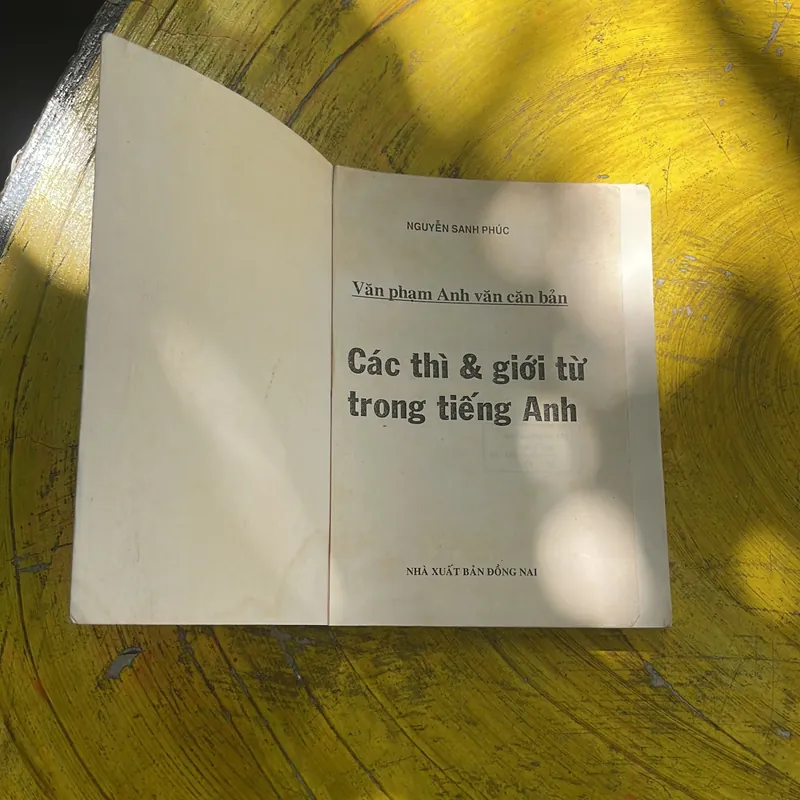 NGUYỄN SANH PHÚC
Văn phạm Anh văn căn bản
Các thì & giới từ
trong tiếng Anh
NHÀ XUẤT BẢN ĐỒNG NAI